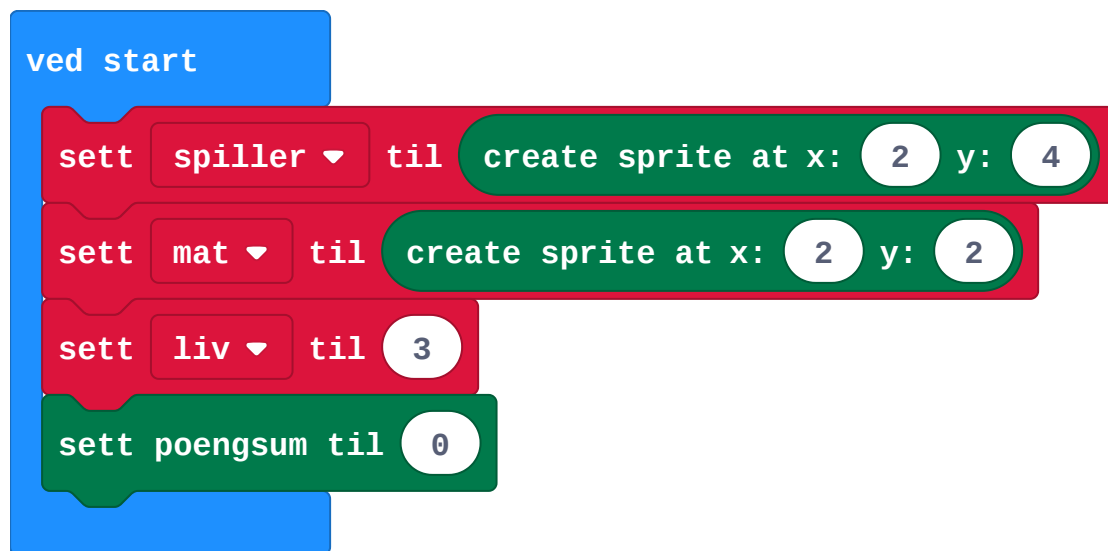 ved start
sett spiller til create sprite at x: 2 y: 4
sett mat til create sprite at x: 2 y: 2
sett liv til 3
sett poengsum til 0